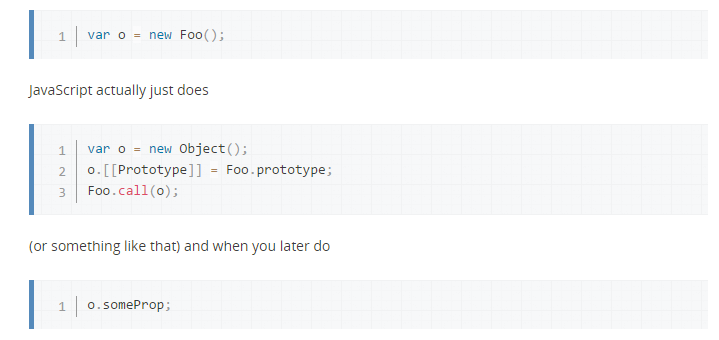 1 var o = new Foo();
JavaScript actually just does
1 var o = new Object();
2 o.[[Prototype]] = Foo.prototype;
3 Foo.call(o);
(or something like that) and when you later do
1 o.someProp;